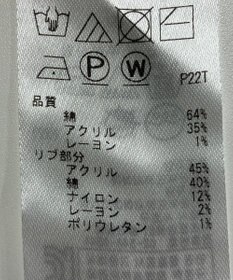 P W
P22T
品質
綿 64%
アクリル 35%
レーヨン 1%
リブ部分
アクリル 45%
綿 40%
ナイロン 12%
レーヨン 2%
ポリウレタン 1%